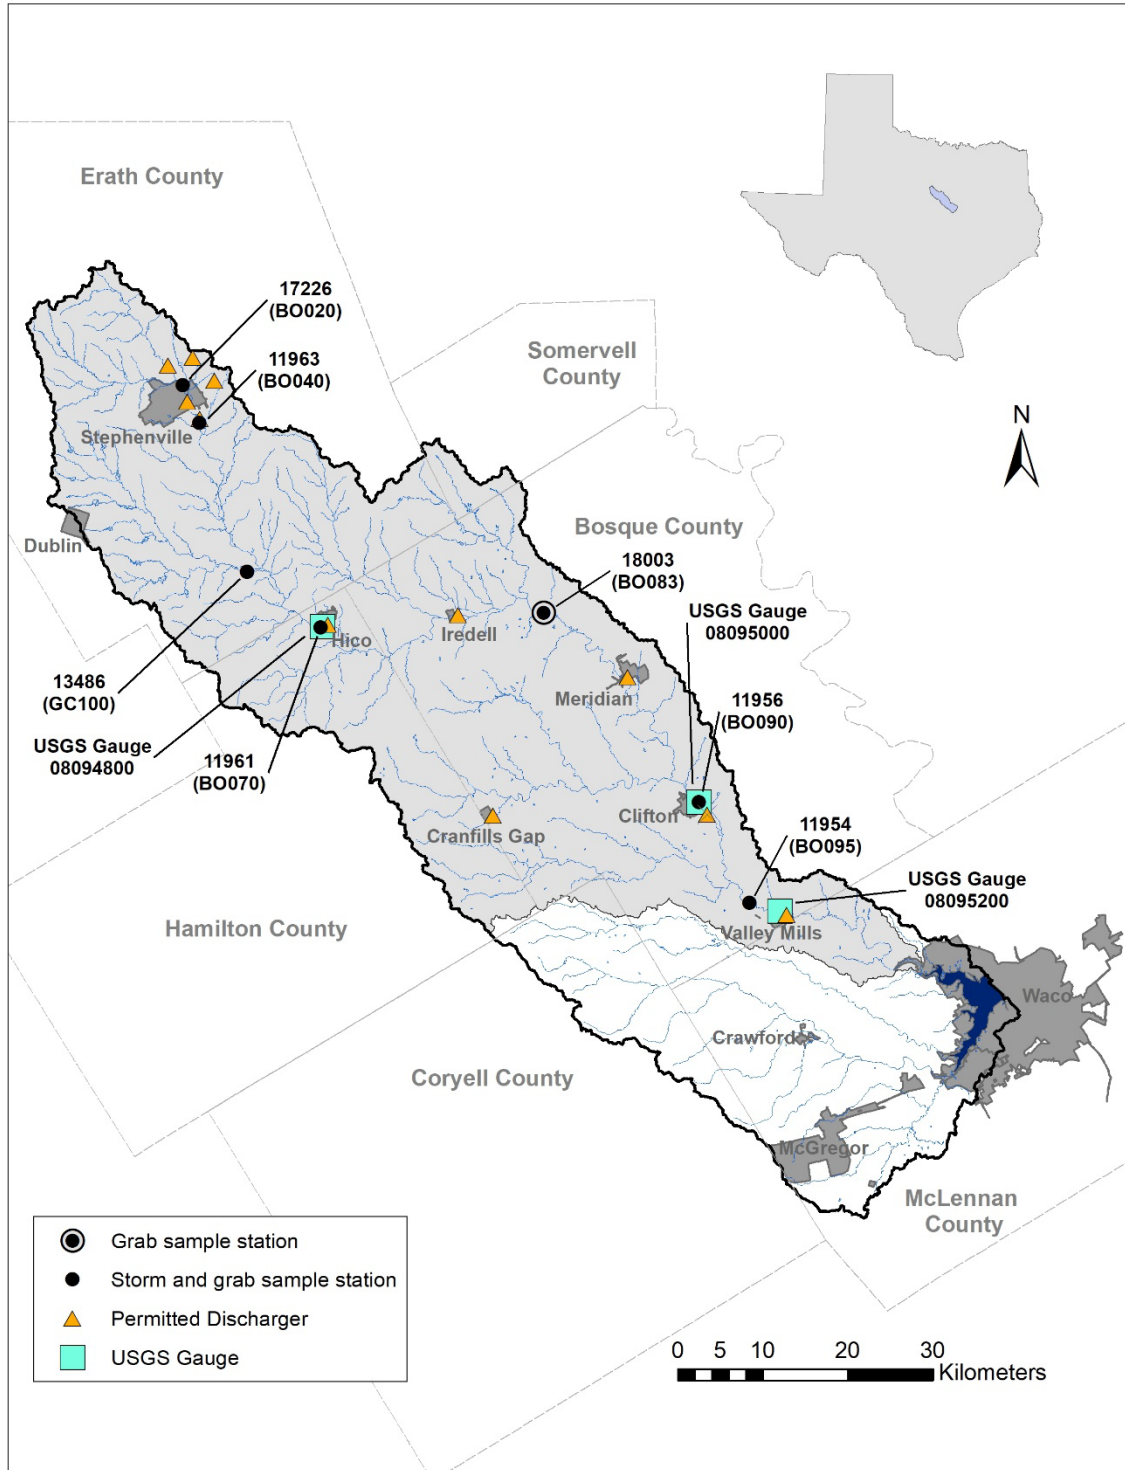 Erath County
17226
(BO020)
Somervell
County
11963
(BO040)
N
Stephenville
Bosque County
Dublin
18003
(BO083)
USGS Gauge
08095000
Hico
Iredell
13486
(GC100)
Meridian
11956
(BO090)
USGS Gauge
08094800
11961
(BO070)
Clifton
Cranfills Gap
11954
(BO095)
USGS Gauge
08095200
Hamilton County
Valley Mills
Waco
Crawford
Coryell County
McGregor
McLennan
County
Grab sample station
Storm and grab sample station
Permitted Discharger
USGS Gauge
0 5 10 20 30
Kilometers